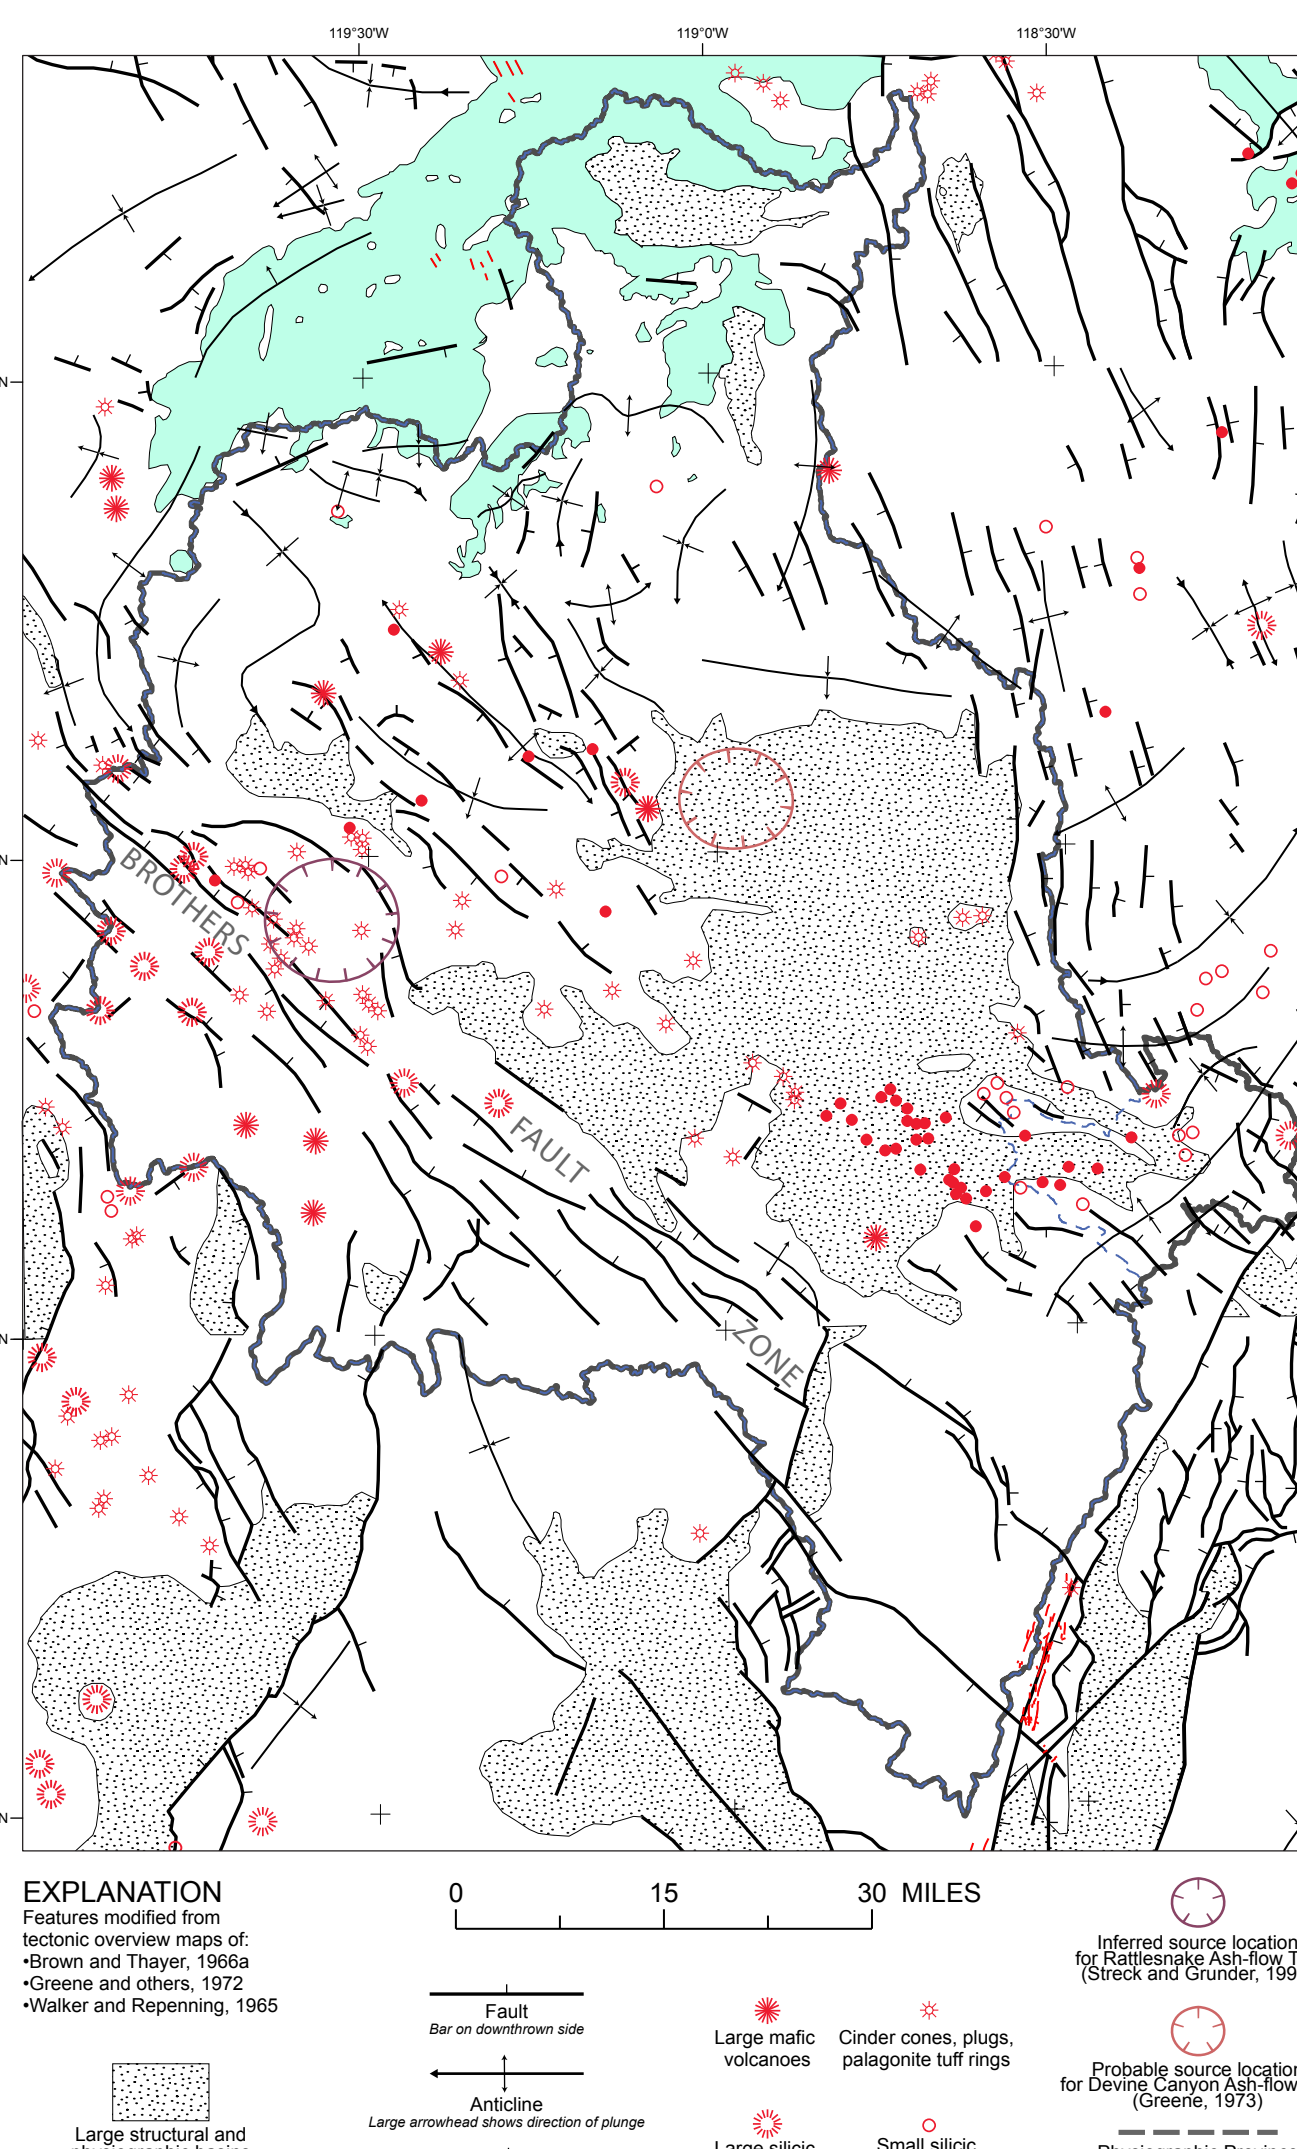 119°30'W
119°0'W
118°30'W
N
N
N
N
BROTHERS
FAULT
ZONE
EXPLANATION
Features modified from
tectonic overview maps of:
•Brown and Thayer, 1966a
•Greene and others, 1972
•Walker and Repenning, 1965
0 15 30 MILES
Fault
Bar on downthrown side
Anticline
Large arrowhead shows direction of plunge
Large structural and
Large mafic
volcanoes
Cinder cones, plugs,
palagonite tuff rings
Large silicic
Small silicic
Inferred source location
for Rattlesnake Ash-flow T
(Streck and Grunder, 199
Probable source location
for Devine Canyon Ash-flow
(Greene, 1973)